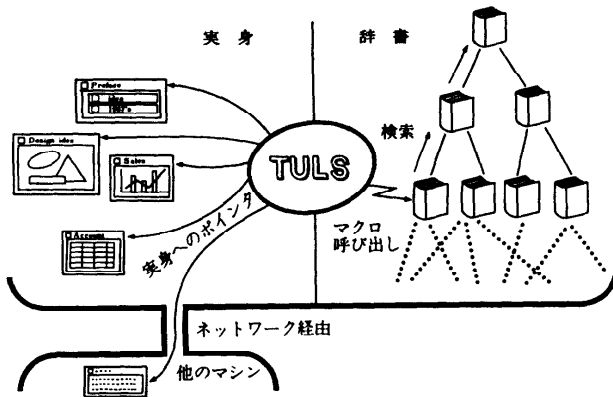 実身
辞書
Preface
Design idea
Sales
検索
TULS
マクロ
呼び出し
Account
実身へのポインタ
ネットワーク経由
他のマシン